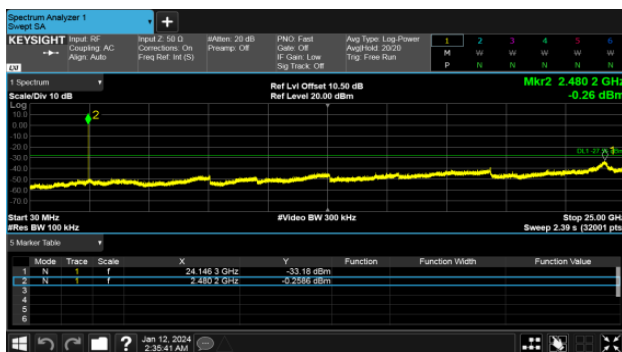 Spectrum Analyzer 1
Swept SA
KEYSIGHT Input: RF Input Z: 50 Ω #Atten: 20 dB PNO: Fast Avg Type: Log-Power 1 2 3 4 5 6
Coupling: AC Corrections: On Preamp: Off Gate: Off Avg|Hold: 20/20 M W W W W W
Align: Auto Freq Ref: Int (S) IF Gain: Low Trig: Free Run
LXI Sig Track: Off P N N N N N
1 Spectrum Ref Lvl Offset 10.50 dB Mkr2 2.480 2 GHz
Scale/Div 10 dB Ref Level 20.00 dBm -0.26 dBm
Log
10.0 2
0.00
-10.0
-20.0 1
-30.0
-40.0
-50.0
-60.0
-70.0
Start 30 MHz #Video BW 300 kHz Stop 25.00 GH
#Res BW 100 kHz Sweep 2.39 s (32001 pts
5 Marker Table
Mode Trace Scale X Y Function Function Width Function Value
1 N 1 f 24.146 3 GHz -33.18 dBm
2 N 1 f 2.480 2 GHz -0.2586 dBm
3
4
5
6
? Jan 12, 2024
2:35:41 AM